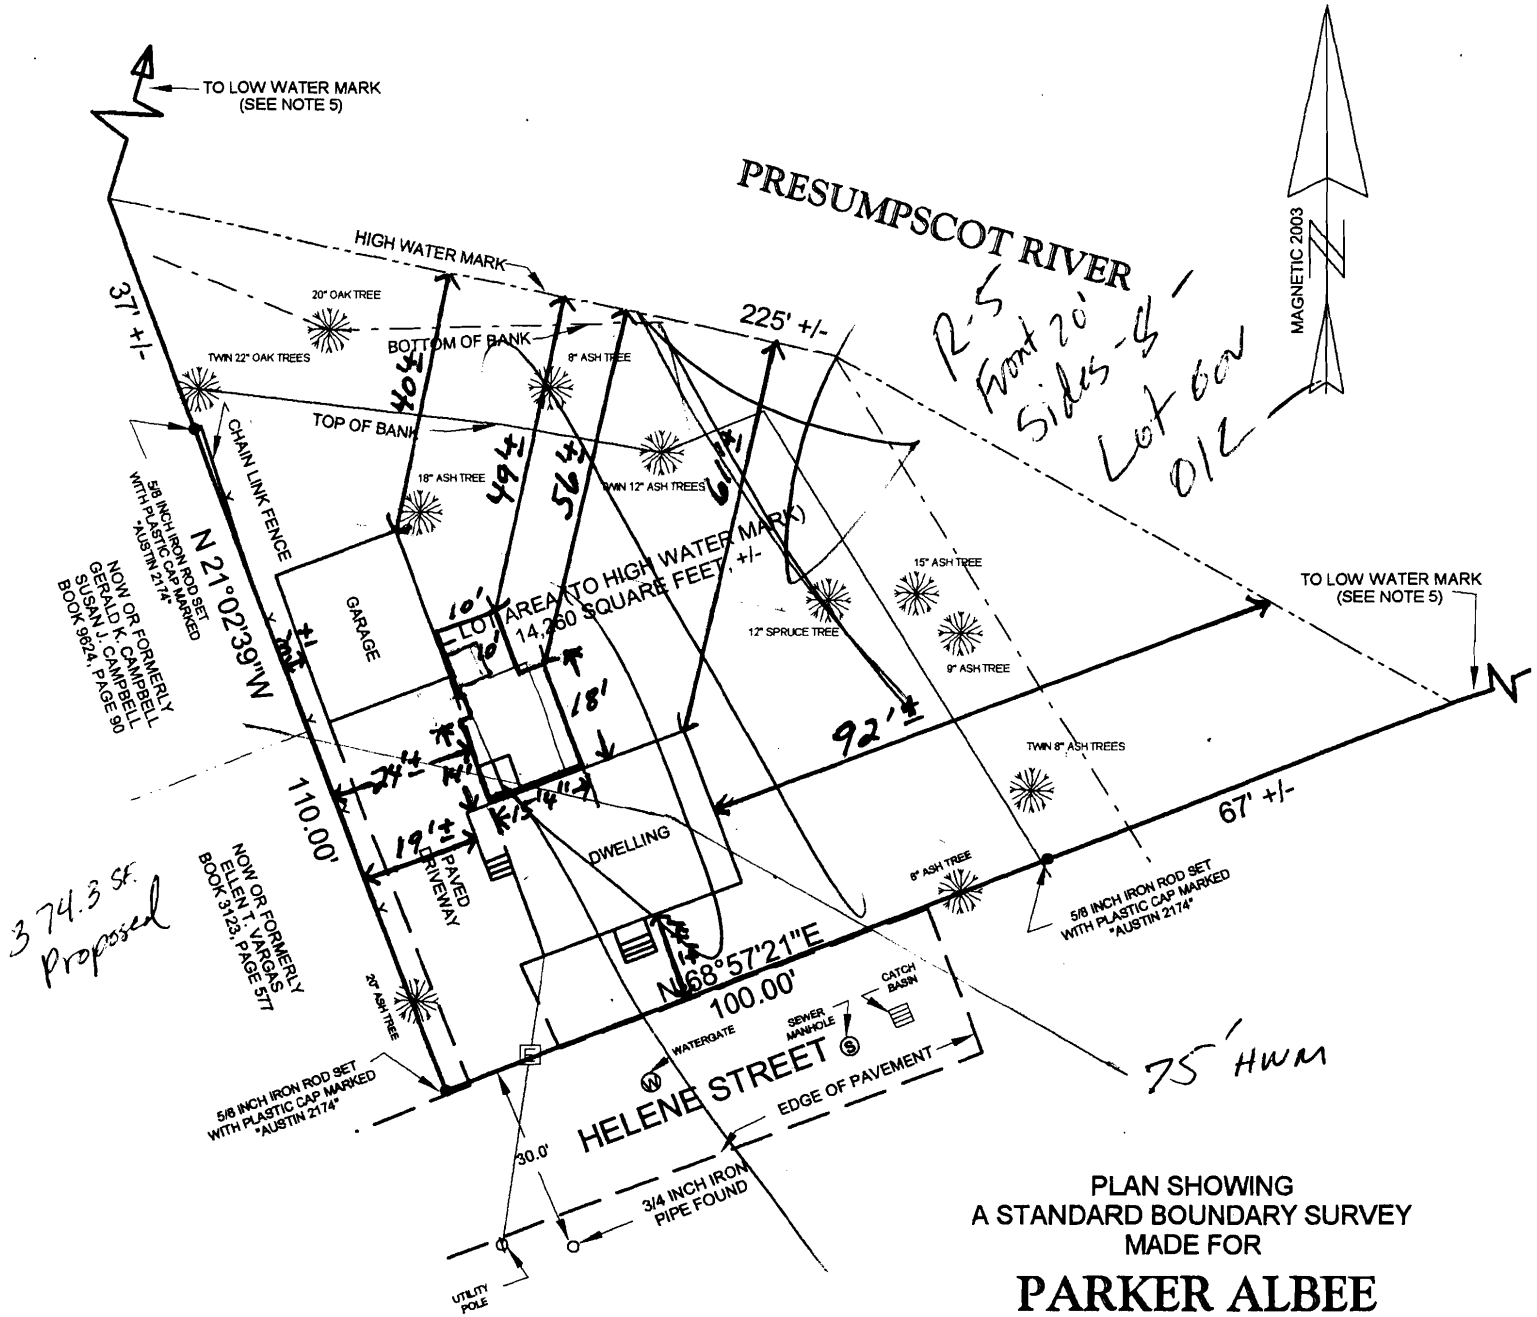 TO LOW WATER MARK
(SEE NOTE 5)
PRESUMPSCOT RIVER
MAGNETIC 2003
N
HIGH WATER MARK
37' +/-
20" OAK TREE
225' +/-
BOTTOM OF BANK
TWIN 22" OAK TREES
8" ASH TREE
R-5
Front 20'
Sides - 8'
40±
TOP OF BANK
CHAIN LINK FENCE
18" ASH TREE
49±
56±
TWIN 12" ASH TREES
5/8 INCH IRON ROD SET
WITH PLASTIC CAP MARKED
"AUSTIN 2174"
N 21°02'39"W
110.00'
NOW OR FORMERLY
GERALD K. CAMPBELL
SUSAN J. CAMPBELL
BOOK 9624, PAGE 90
LOT AREA (TO HIGH WATER MARK)
14,260 SQUARE FEET, +/-
15" ASH TREE
12" SPRUCE TREE
9" ASH TREE
TO LOW WATER MARK
(SEE NOTE 5)
GARAGE
10'
10'
18'
92'±
24'±
14'
15'4"
19'±
TWIN 8" ASH TREES
67' +/-
DWELLING
PAVED
DRIVEWAY
NOW OR FORMERLY
ELLEN T. VARGAS
BOOK 3123, PAGE 577
374.3 SF.
Proposed
8" ASH TREE
5/8 INCH IRON ROD SET
WITH PLASTIC CAP MARKED
"AUSTIN 2174"
20" ASH TREE
N 68°57'21"E
100.00'
CATCH
BASIN
SEWER
MANHOLE
S
WATERGATE
W
E
HELENE STREET
EDGE OF PAVEMENT
75' HWM
5/8 INCH IRON ROD SET
WITH PLASTIC CAP MARKED
"AUSTIN 2174"
30.0'
3/4 INCH IRON
PIPE FOUND
UTILITY
POLE
PLAN SHOWING
A STANDARD BOUNDARY SURVEY
MADE FOR
PARKER ALBEE